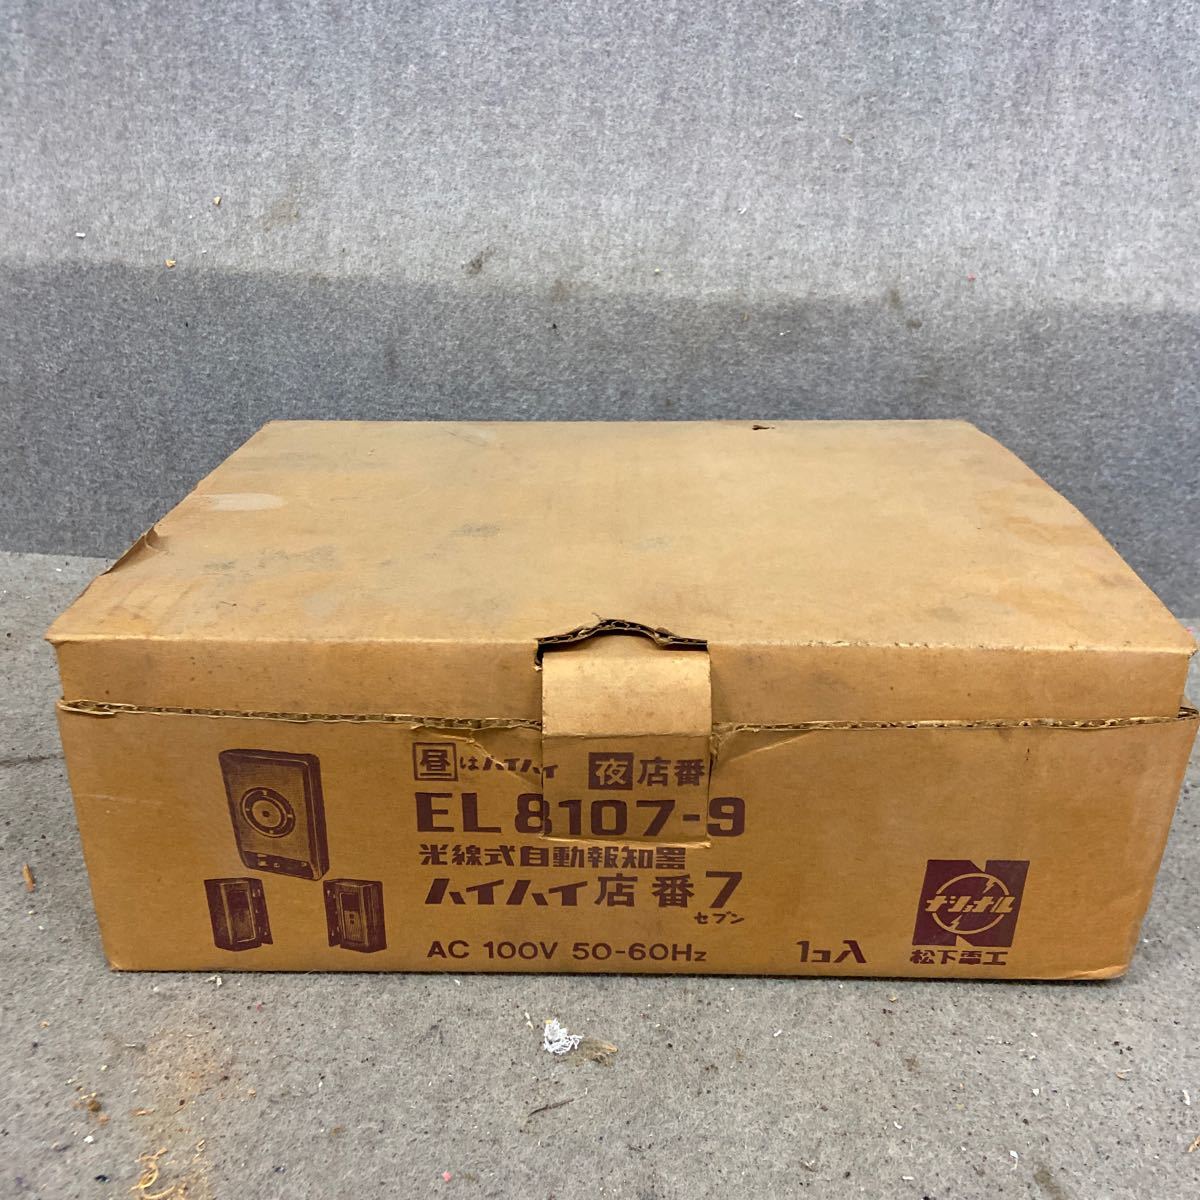 昼はハイハイ 夜店番
EL8107-9
光線式自動報知器
ハイハイ店番7
セブン
AC 100V 50-60Hz
1コ入
ナショナル
松下電工